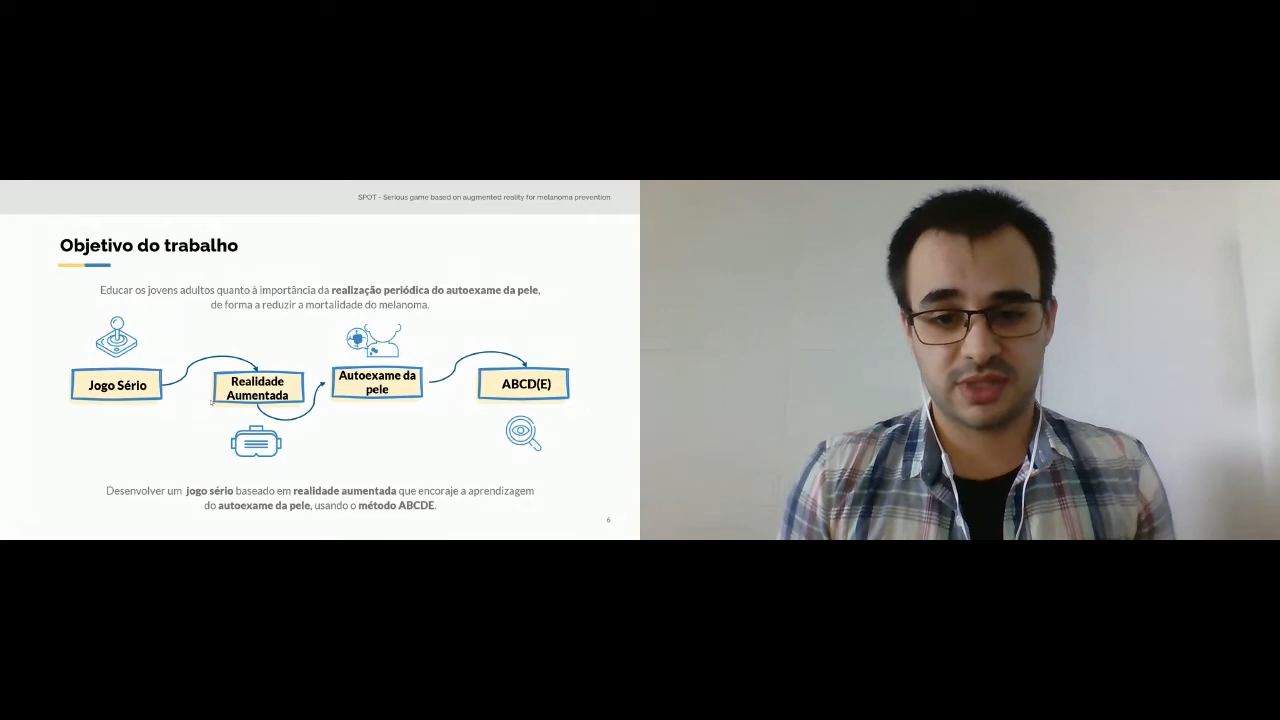 SPOT - Serious game based on augmented reality for melanoma prevention
Objetivo do trabalho
Educar os jovens adultos quanto à importância da realização periódica do autoexame da pele,
de forma a reduzir a mortalidade do melanoma.
Jogo Sério
Realidade
Aumentada
Autoexame da
pele
ABCD(E)
Desenvolver um jogo sério baseado em realidade aumentada que encoraje a aprendizagem
do autoexame da pele, usando o método ABCDE.
6